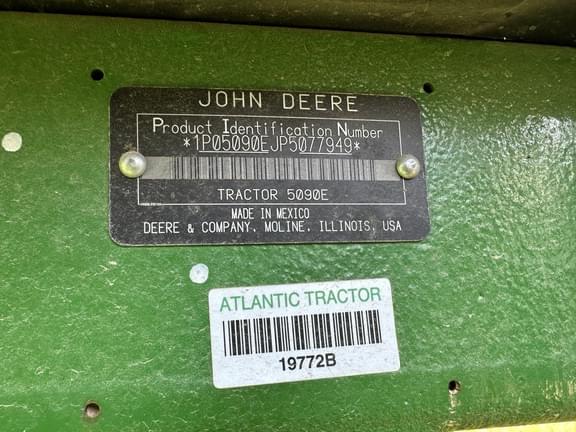 JOHN DEERE
Product Identification Number
*1P05090EJP5077949*
TRACTOR 5090E
MADE IN MEXICO
DEERE & COMPANY, MOLINE, ILLINOIS, USA
ATLANTIC TRACTOR
19772B